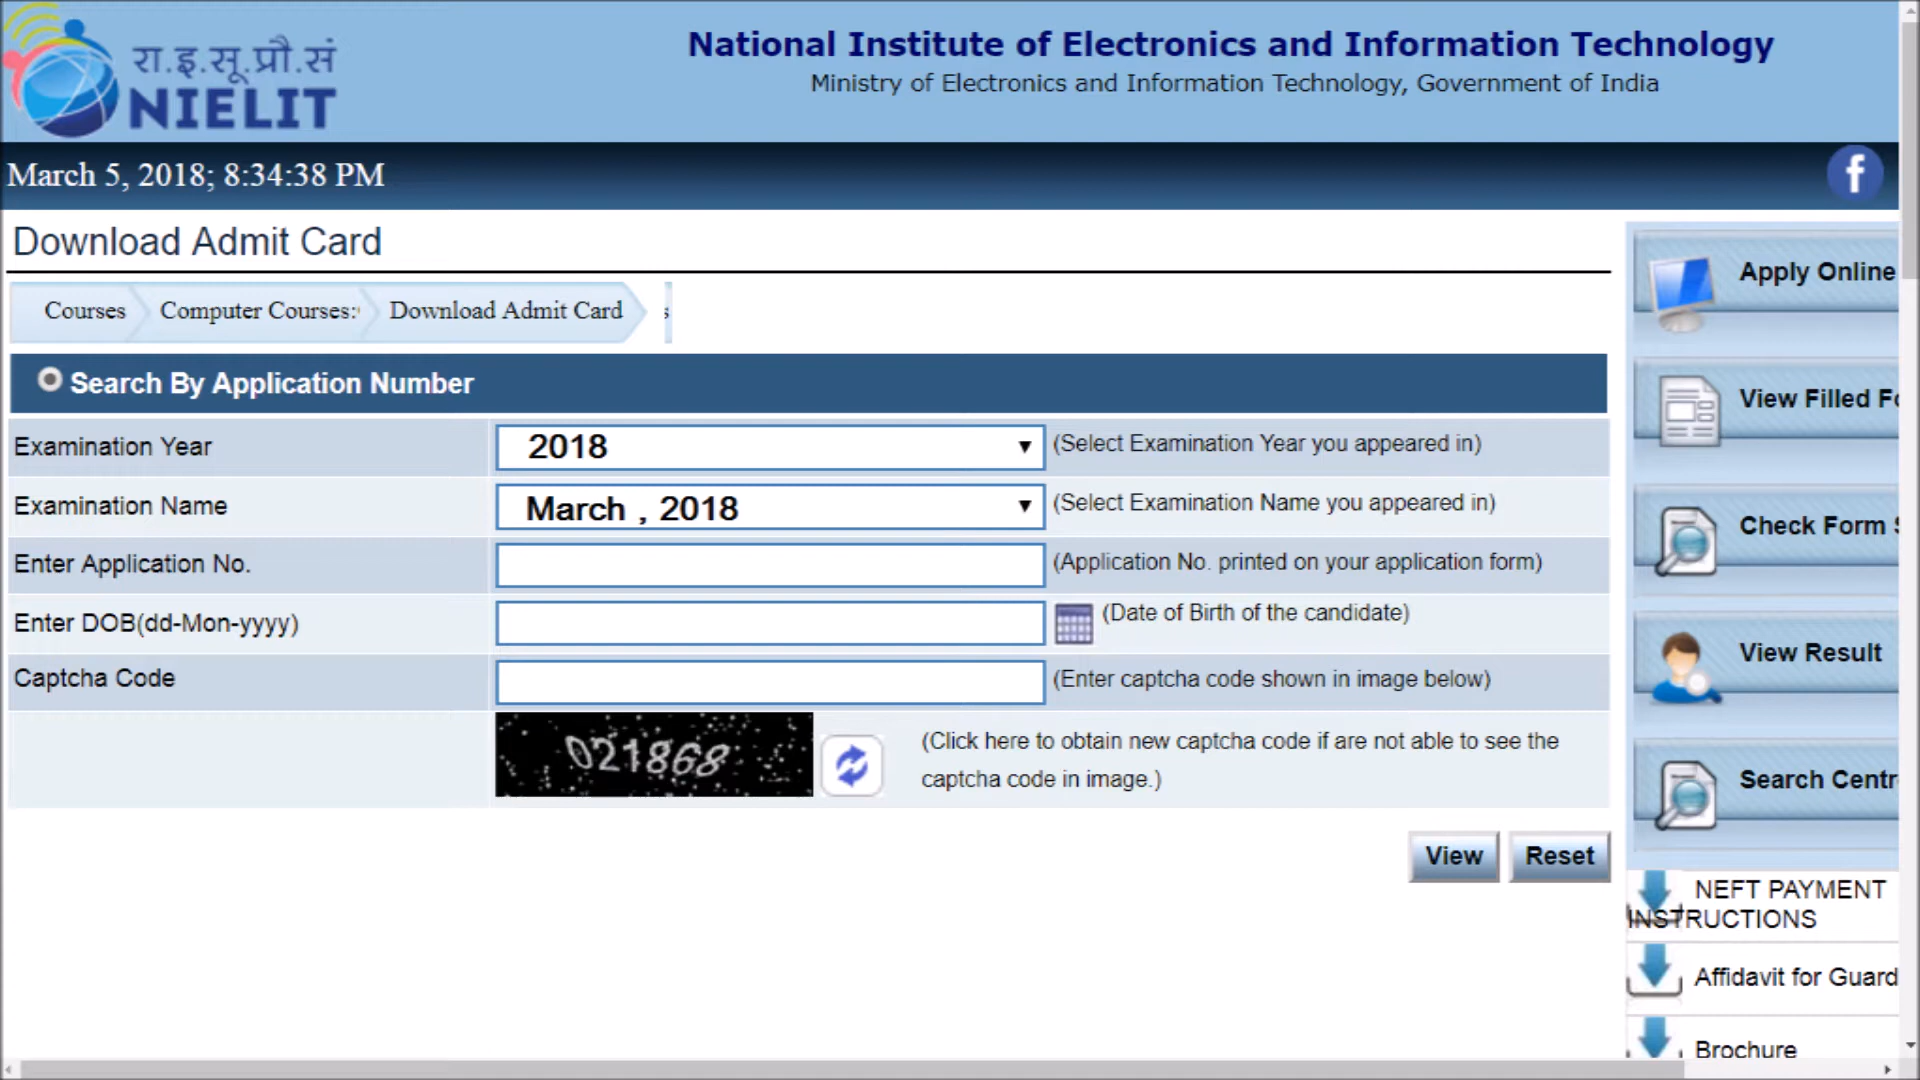 रा.इ.सू.प्रौ.सं
NIELIT
National Institute of Electronics and Information Technology
Ministry of Electronics and Information Technology, Government of India
March 5, 2018; 8:34:38 PM
f
Download Admit Card
Courses
Computer Courses:
Download Admit Card
s
Search By Application Number
Examination Year
2018
(Select Examination Year you appeared in)
Examination Name
March , 2018
(Select Examination Name you appeared in)
Enter Application No.
(Application No. printed on your application form)
Enter DOB(dd-Mon-yyyy)
(Date of Birth of the candidate)
Captcha Code
(Enter captcha code shown in image below)
021868
(Click here to obtain new captcha code if are not able to see the
captcha code in image.)
View
Reset
Apply Online
View Filled Fo
Check Form S
View Result
Search Centr
NEFT PAYMENT
INSTRUCTIONS
Affidavit for Guard
Brochure